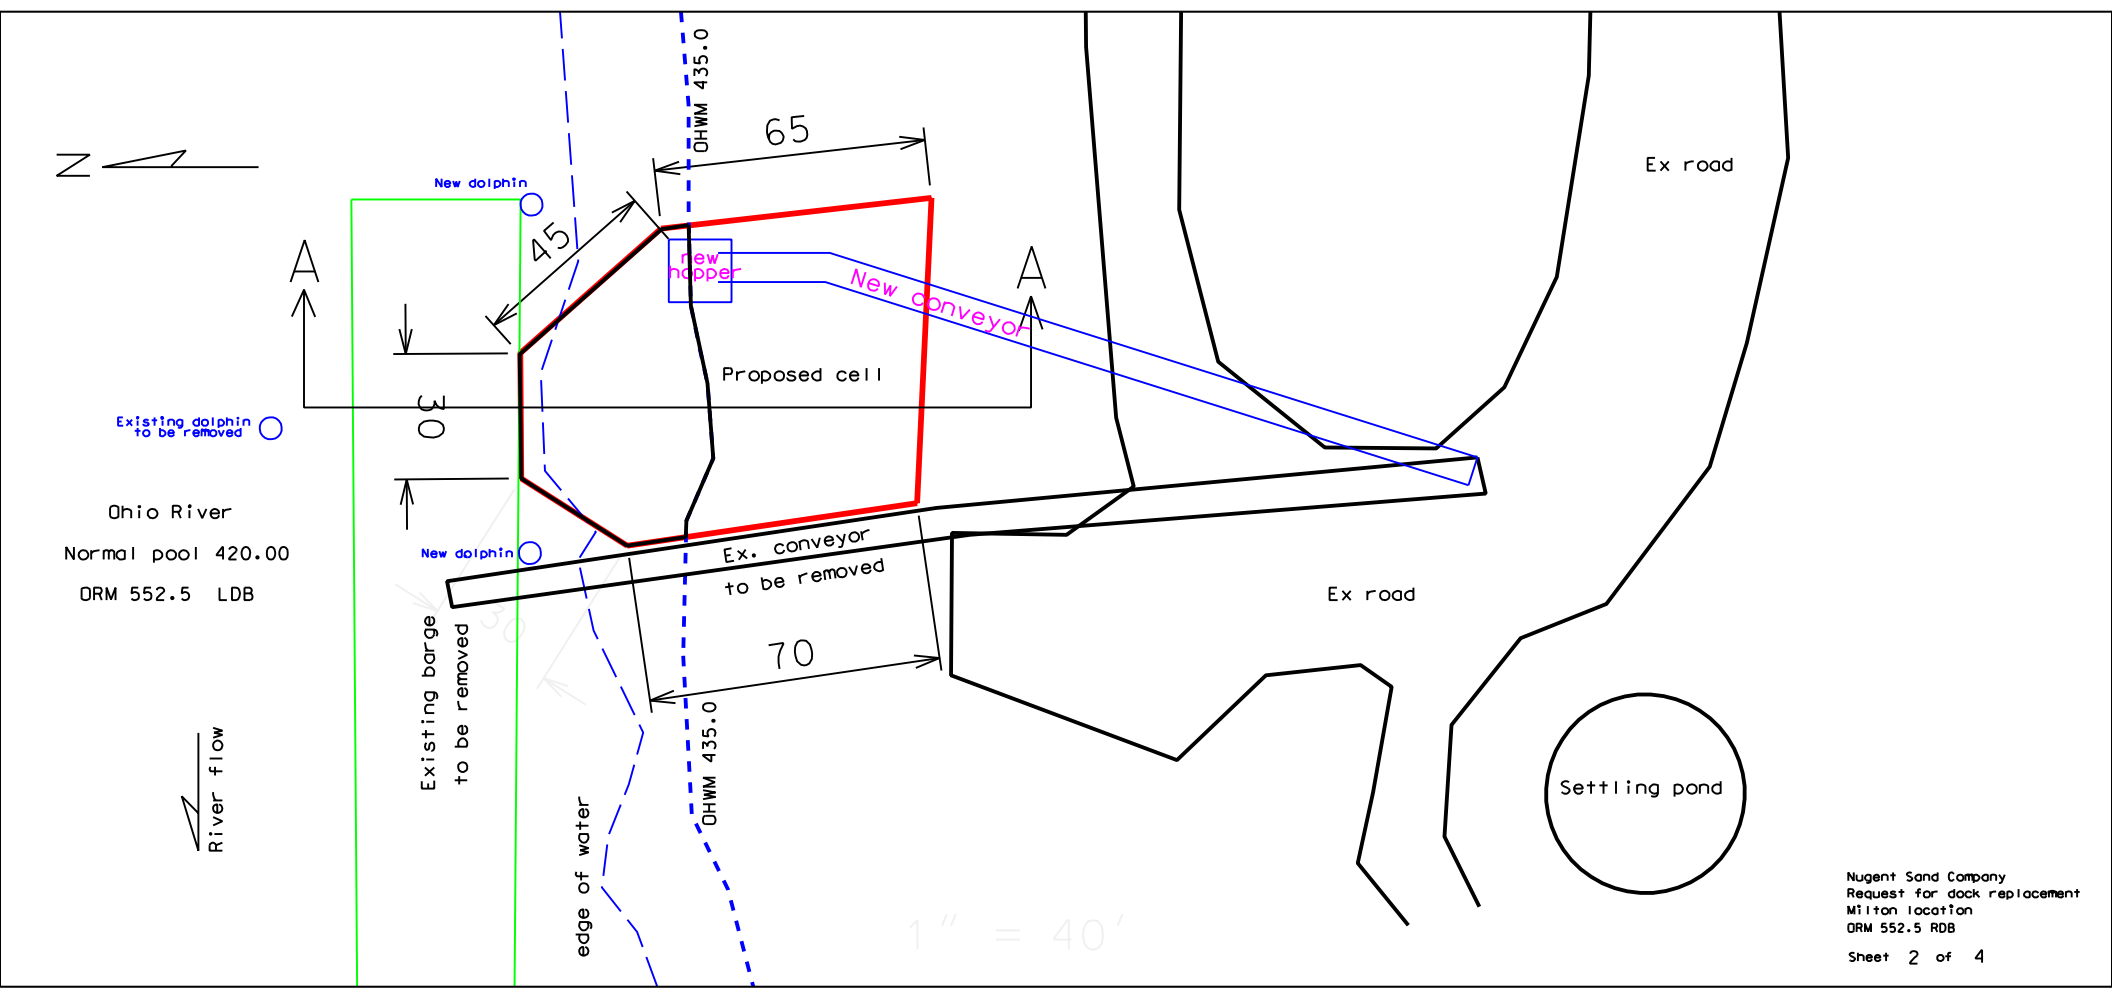 OHWM 435.0
65
N
New dolphin
45
A
new
hopper
A
New conveyor
Ex road
Proposed cell
30
Existing dolphin
to be removed
Ohio River
Normal pool 420.00
ORM 552.5 LDB
New dolphin
Ex. conveyor
to be removed
30
Ex road
Existing barge
to be removed
70
River flow
OHWM 435.0
edge of water
Settling pond
1" = 40'
Nugent Sand Company
Request for dock replacement
Milton location
ORM 552.5 RDB
Sheet 2 of 4